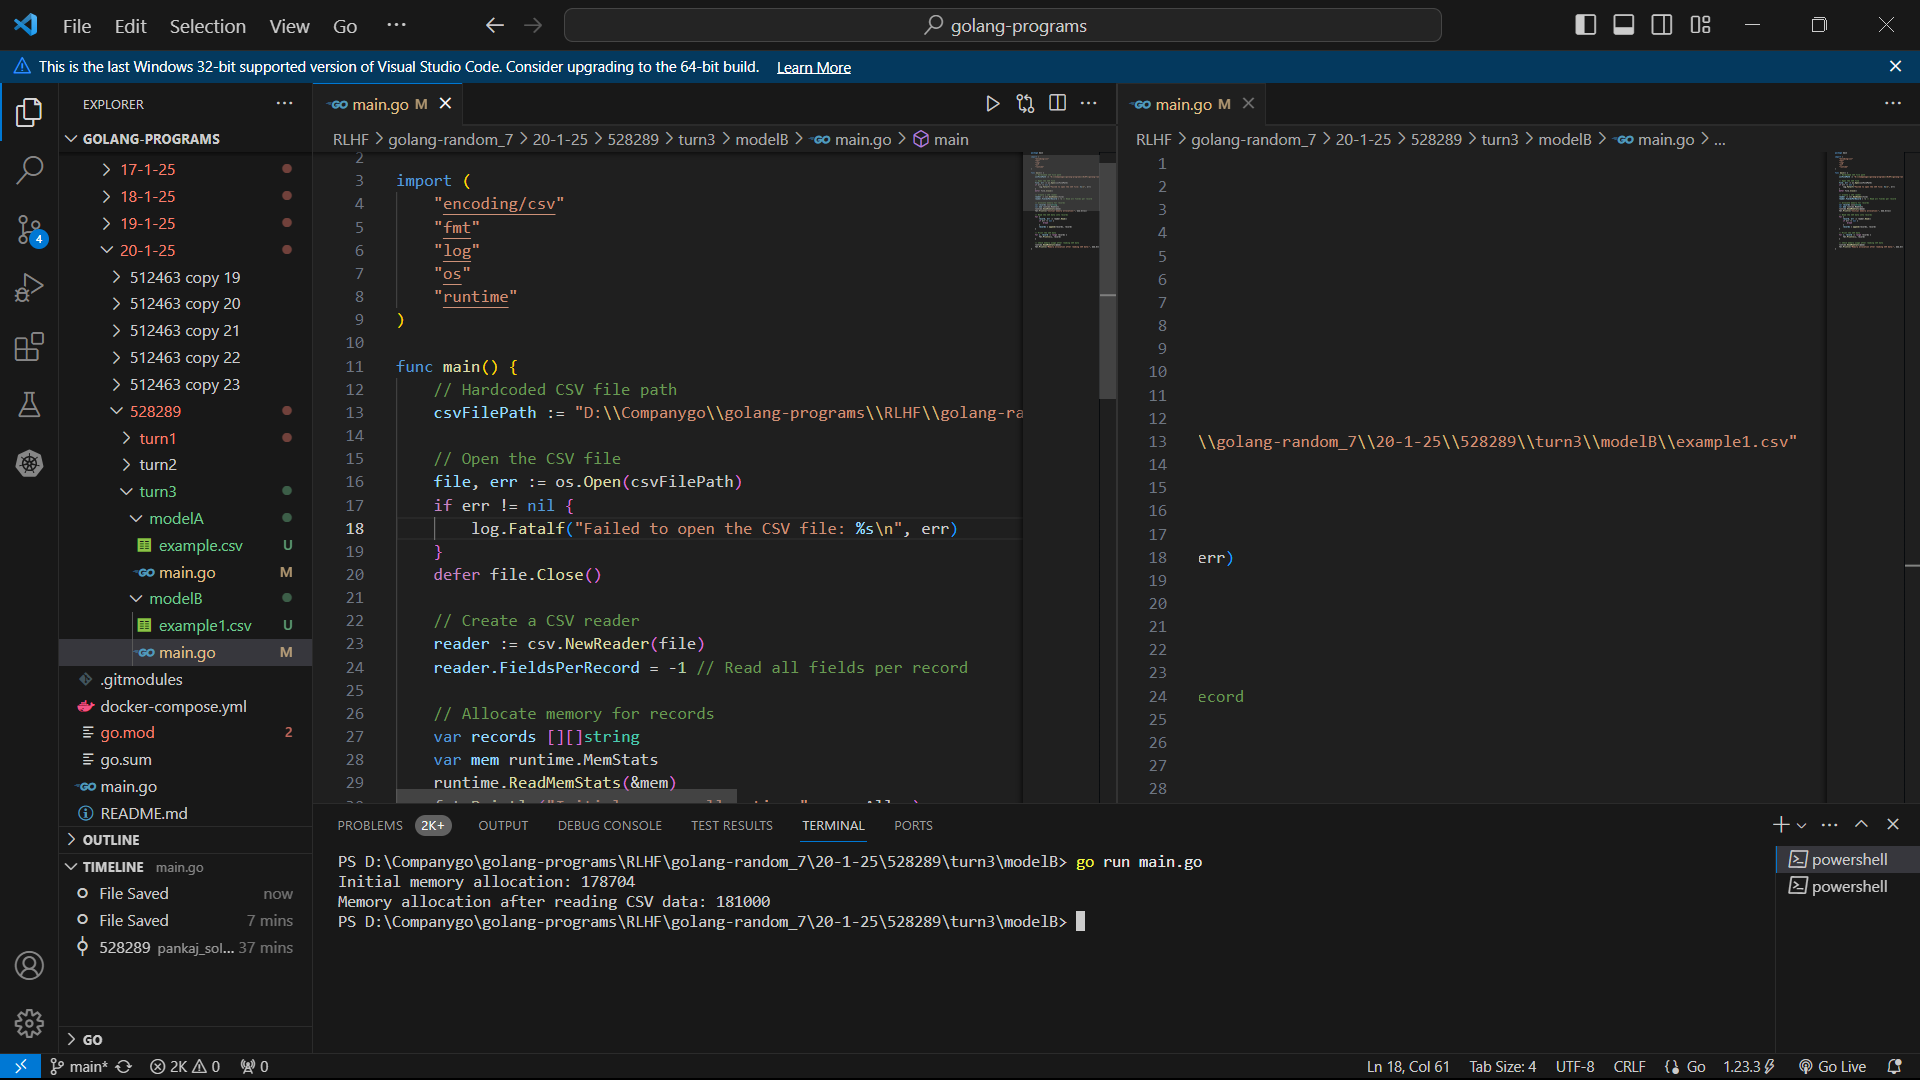 File Edit Selection View Go ··· golang-programs
This is the last Windows 32-bit supported version of Visual Studio Code. Consider upgrading to the 64-bit build. Learn More
EXPLORER
GOLANG-PROGRAMS
17-1-25
18-1-25
19-1-25
20-1-25
512463 copy 19
512463 copy 20
512463 copy 21
512463 copy 22
512463 copy 23
528289
turn1
turn2
turn3
modelA
example.csv U
main.go M
modelB
example1.csv U
main.go M
.gitmodules
docker-compose.yml
go.mod 2
go.sum
main.go
README.md
OUTLINE
TIMELINE main.go
File Saved now
File Saved 7 mins
528289 pankaj_sol... 37 mins
GO
4
main.go M
RLHF > golang-random_7 > 20-1-25 > 528289 > turn3 > modelB > main.go > main
2
3 import (
4 "encoding/csv"
5 "fmt"
6 "log"
7 "os"
8 "runtime"
9 )
10
11 func main() {
12 // Hardcoded CSV file path
13 csvFilePath := "D:\\Companygo\\golang-programs\\RLHF\\golang-ra
14
15 // Open the CSV file
16 file, err := os.Open(csvFilePath)
17 if err != nil {
18 log.Fatalf("Failed to open the CSV file: %s\n", err)
19 }
20 defer file.Close()
21
22 // Create a CSV reader
23 reader := csv.NewReader(file)
24 reader.FieldsPerRecord = -1 // Read all fields per record
25
26 // Allocate memory for records
27 var records [][]string
28 var mem runtime.MemStats
29 runtime.ReadMemStats(&mem)
main.go M
RLHF > golang-random_7 > 20-1-25 > 528289 > turn3 > modelB > main.go > ...
1
2
3
4
5
6
7
8
9
10
11
12
13 \\golang-random_7\\20-1-25\\528289\\turn3\\modelB\\example1.csv"
14
15
16
17
18 err)
19
20
21
22
23
24 ecord
25
26
27
28
PROBLEMS 2K+ OUTPUT DEBUG CONSOLE TEST RESULTS TERMINAL PORTS
PS D:\Companygo\golang-programs\RLHF\golang-random_7\20-1-25\528289\turn3\modelB> go run main.go
Initial memory allocation: 178704
Memory allocation after reading CSV data: 181000
PS D:\Companygo\golang-programs\RLHF\golang-random_7\20-1-25\528289\turn3\modelB>
powershell
powershell
main* 2K 0 0 Ln 18, Col 61 Tab Size: 4 UTF-8 CRLF Go 1.23.3 Go Live